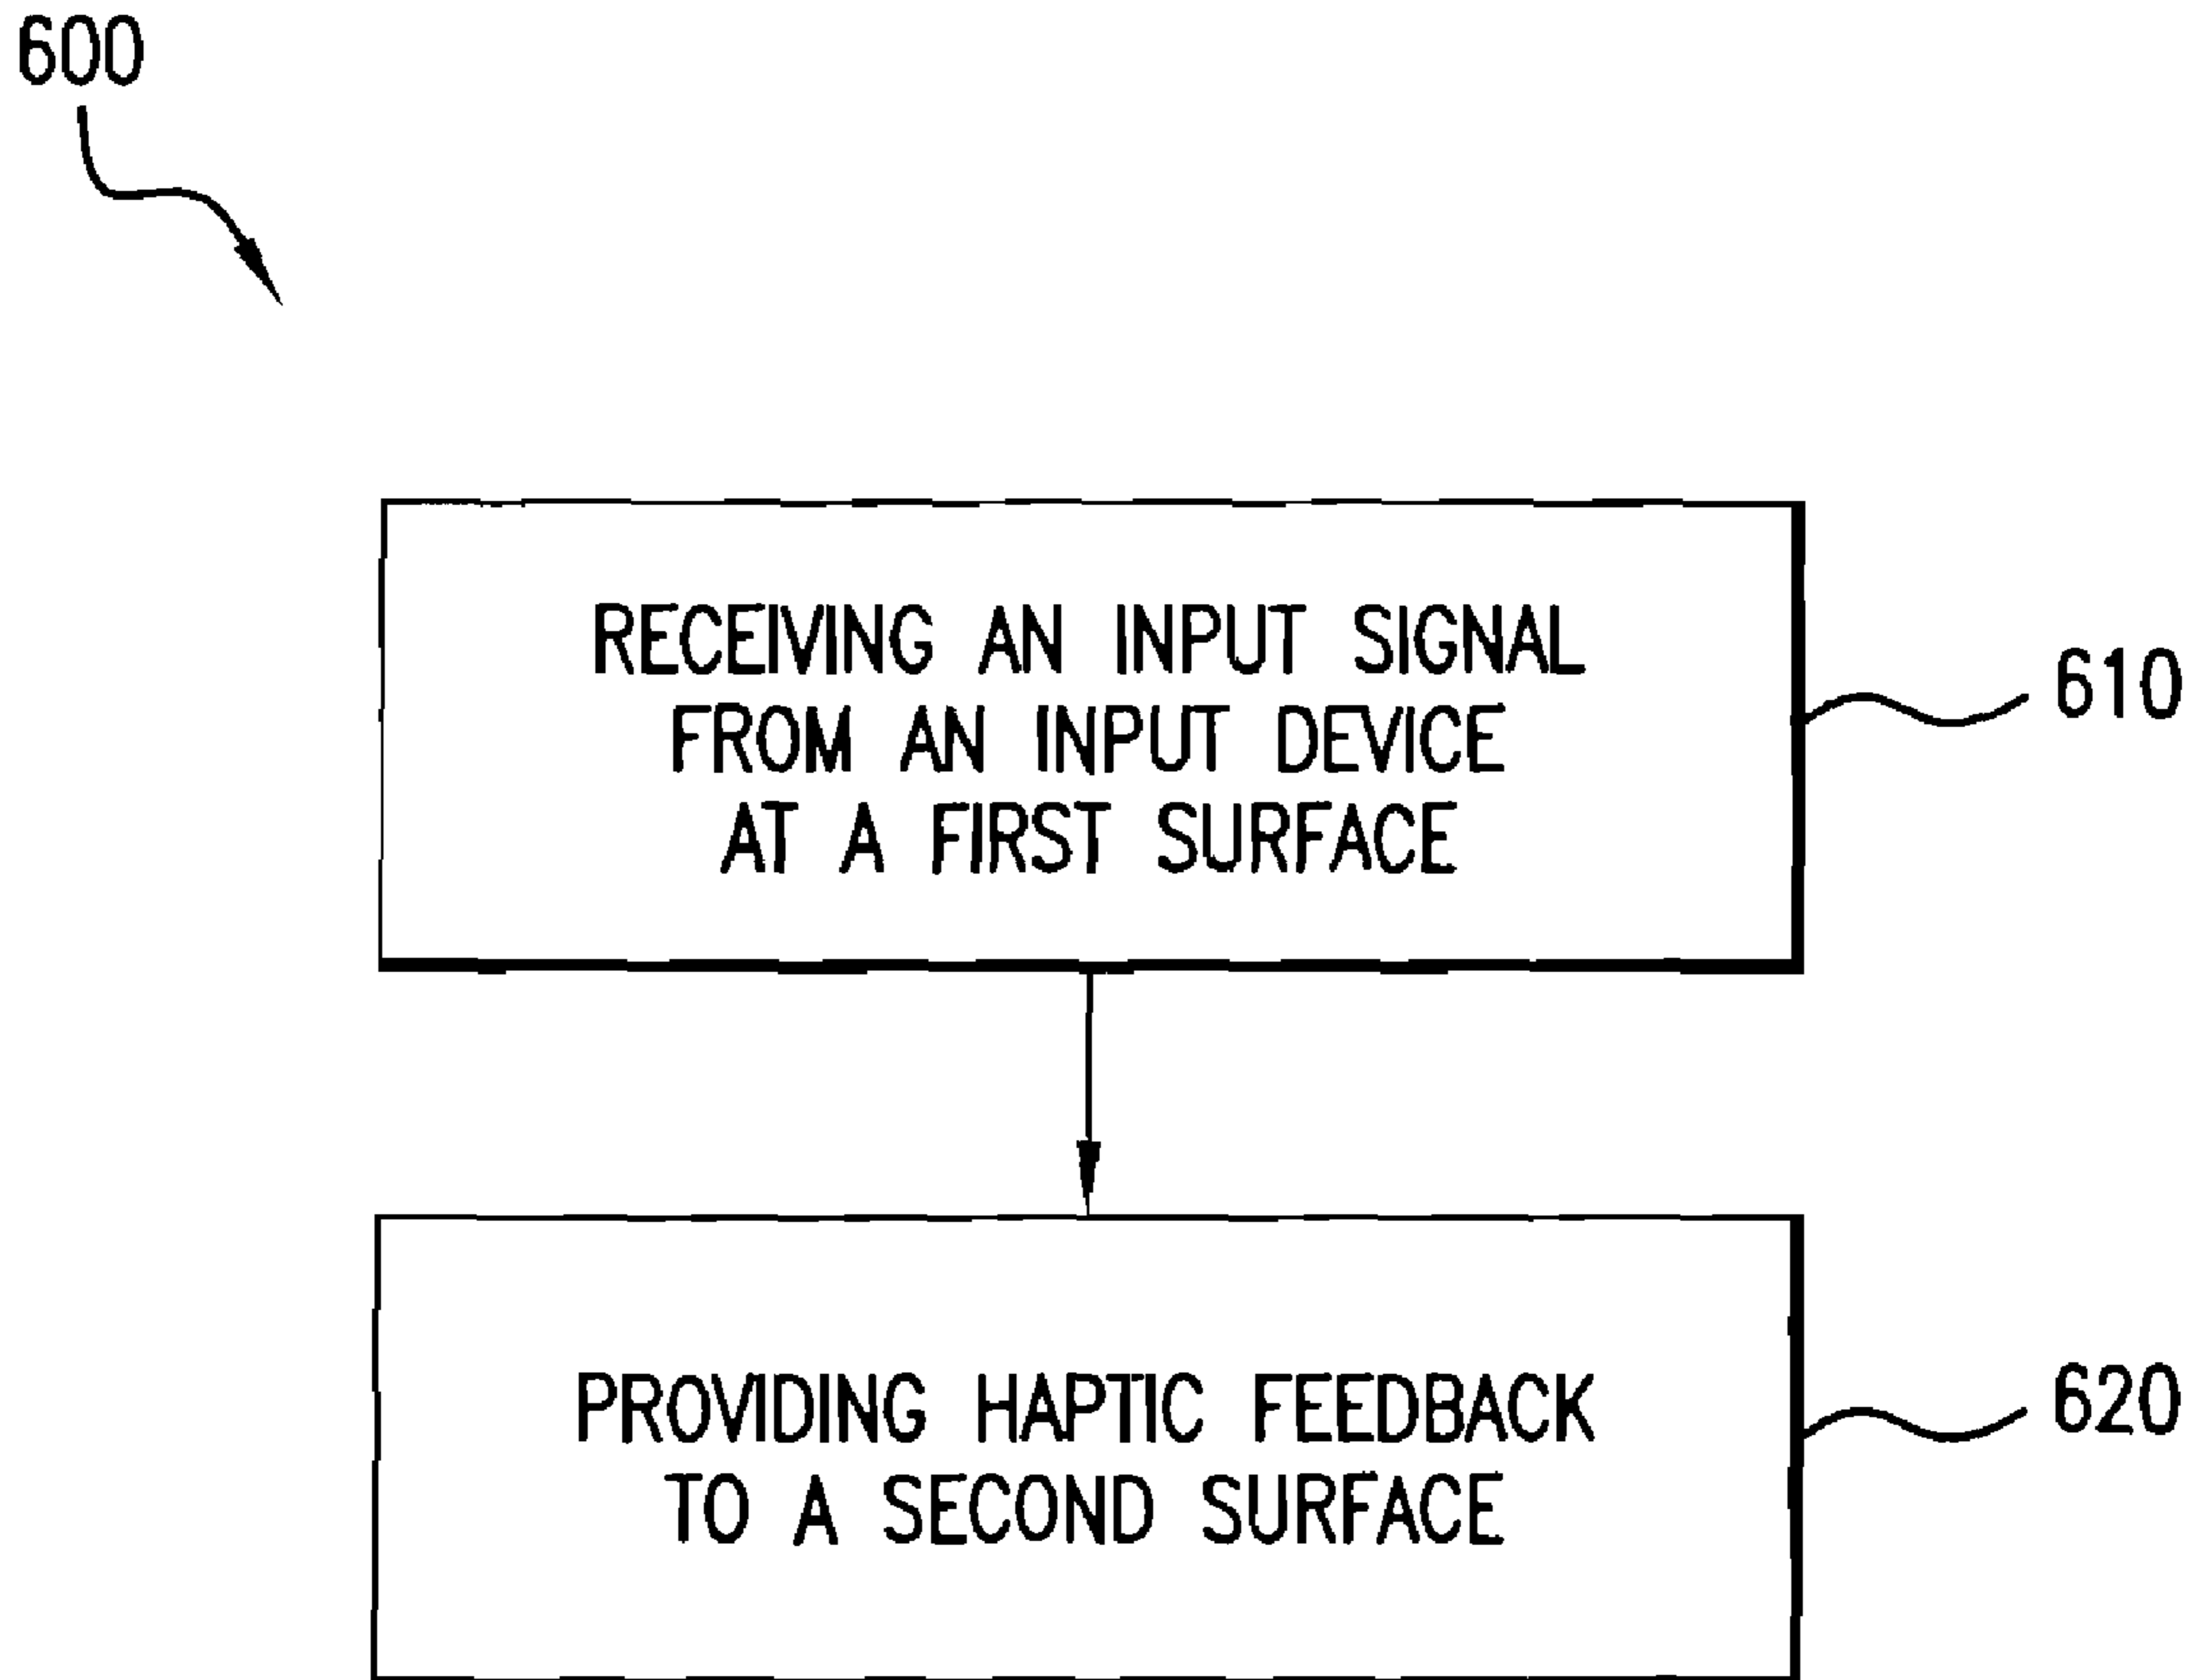 600
RECEIVING AN INPUT SIGNAL
FROM AN INPUT DEVICE
AT A FIRST SURFACE
610
PROVIDING HAPTIC FEEDBACK
TO A SECOND SURFACE
620